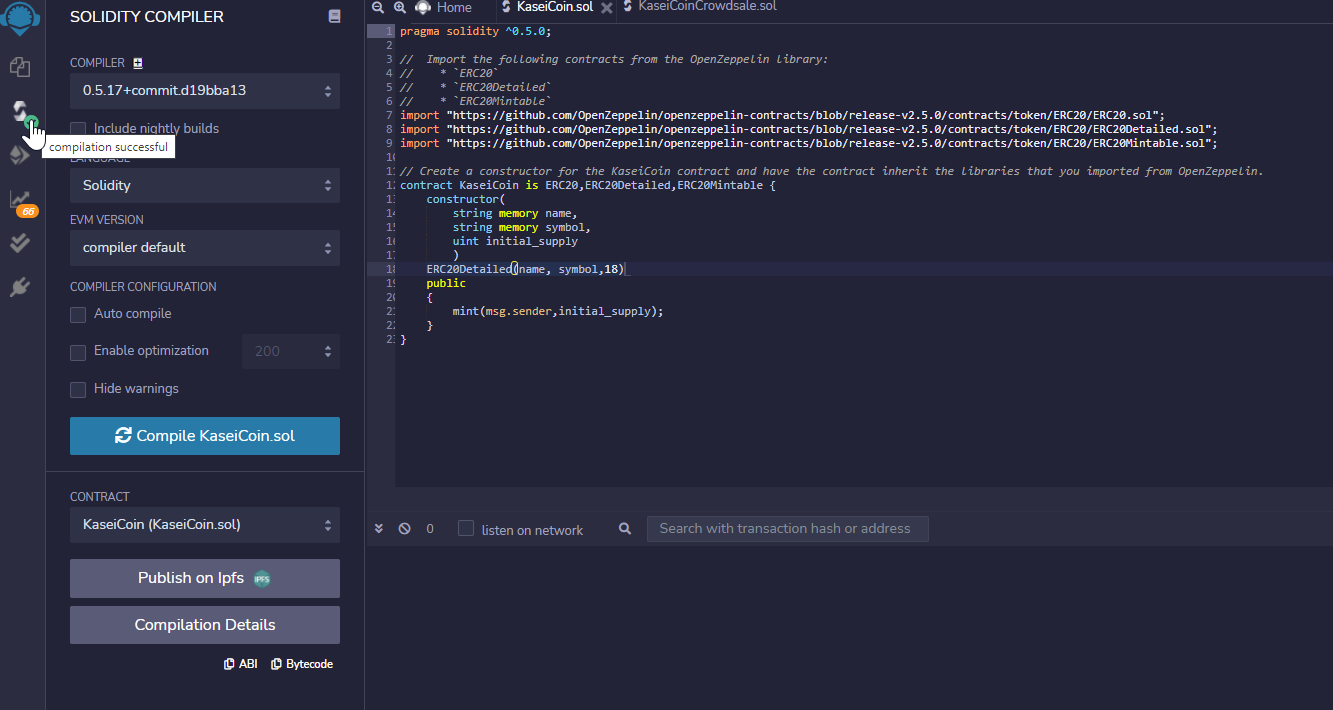 SOLIDITY COMPILER
COMPILER
0.5.17+commit.d19bba13
Include nightly builds
compilation successful
LANGUAGE
Solidity
EVM VERSION
compiler default
COMPILER CONFIGURATION
Auto compile
Enable optimization
200
Hide warnings
Compile KaseiCoin.sol
CONTRACT
KaseiCoin (KaseiCoin.sol)
Publish on Ipfs
IPFS
Compilation Details
ABI
Bytecode
66
Home
KaseiCoin.sol
KaseiCoinCrowdsale.sol
1 pragma solidity ^0.5.0;
2
3 //  Import the following contracts from the OpenZeppelin library:
4 //    * `ERC20`
5 //    * `ERC20Detailed`
6 //    * `ERC20Mintable`
7 import "https://github.com/OpenZeppelin/openzeppelin-contracts/blob/release-v2.5.0/contracts/token/ERC20/ERC20.sol";
8 import "https://github.com/OpenZeppelin/openzeppelin-contracts/blob/release-v2.5.0/contracts/token/ERC20/ERC20Detailed.sol";
9 import "https://github.com/OpenZeppelin/openzeppelin-contracts/blob/release-v2.5.0/contracts/token/ERC20/ERC20Mintable.sol";
10
11 // Create a constructor for the KaseiCoin contract and have the contract inherit the libraries that you imported from OpenZeppelin.
12 contract KaseiCoin is ERC20,ERC20Detailed,ERC20Mintable {
13     constructor(
14         string memory name,
15         string memory symbol,
16         uint initial_supply
17         )
18     ERC20Detailed(name, symbol,18)
19     public
20     {
21         mint(msg.sender,initial_supply);
22     }
23 }
0
listen on network
Search with transaction hash or address